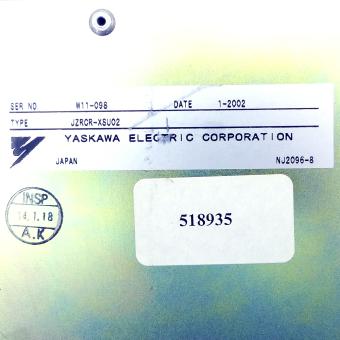 SER NO. W11-098 DATE 1-2002
TYPE JZRCR-XSU02
YASKAWA ELECTRIC CORPORATION
JAPAN NJ2096-8
INSP
14.1.18
A.K
518935